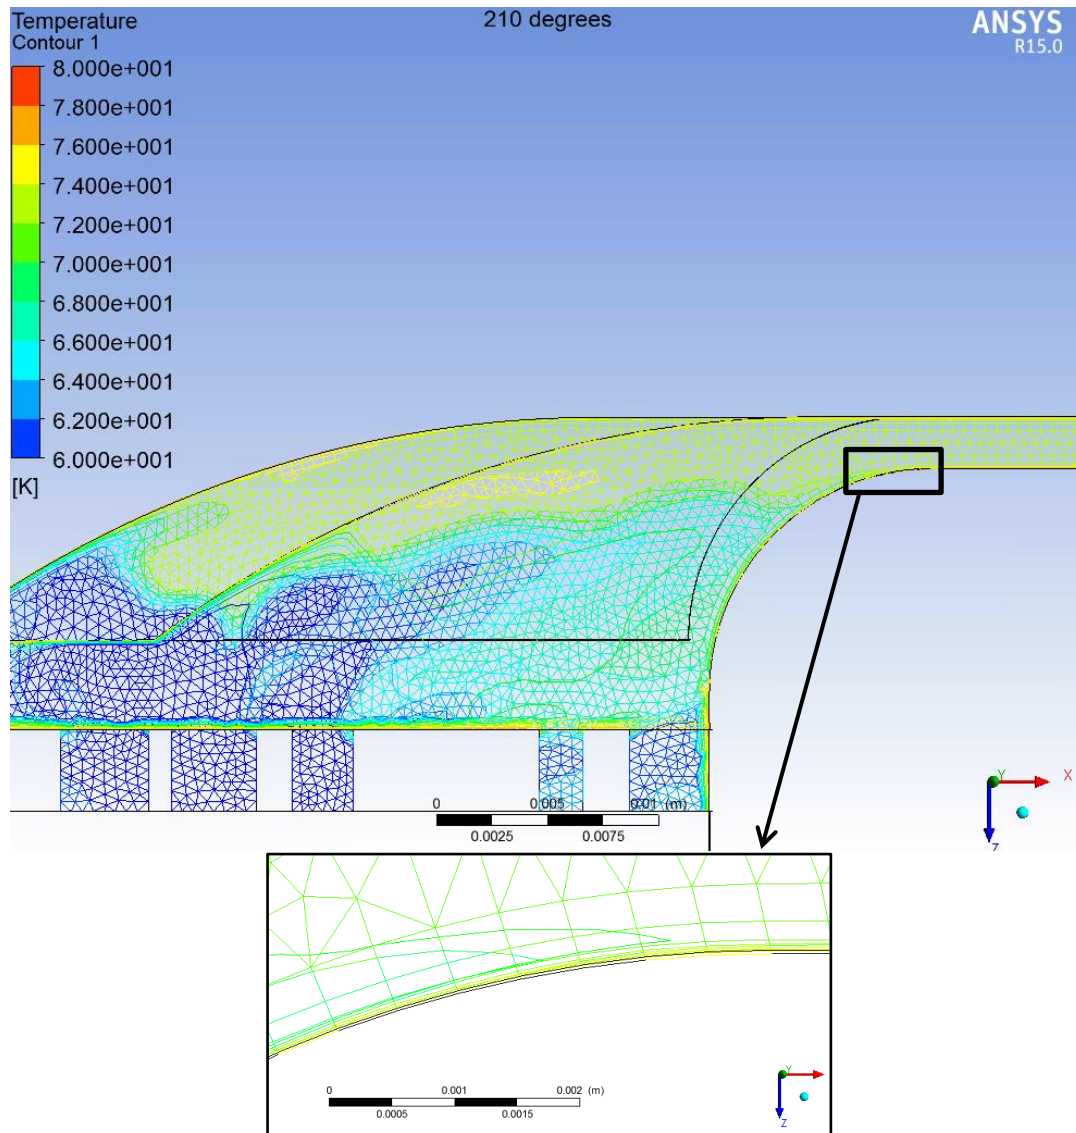 Temperature
Contour 1
210 degrees
ANSYS
R15.0
8.000e+001
7.800e+001
7.600e+001
7.400e+001
7.200e+001
7.000e+001
6.800e+001
6.600e+001
6.400e+001
6.200e+001
6.000e+001
[K]
0 0.005 0.01 (m)
0.0025 0.0075
Y X
Z
0 0.001 0.002 (m)
0.0005 0.0015
Y
Z